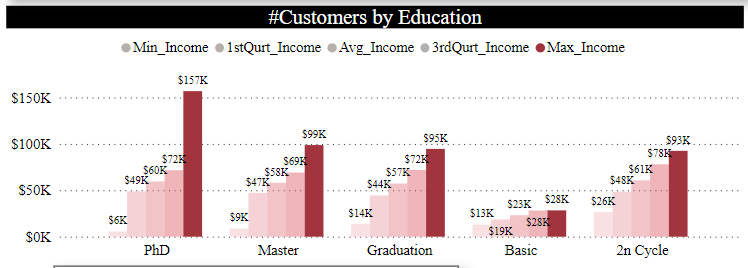 #Customers by Education
Min_Income 1stQurt_Income Avg_Income 3rdQurt_Income Max_Income
$150K
$100K
$50K
$0K
$6K $49K $60K $72K $157K
$9K $47K $58K $69K $99K
$14K $44K $57K $72K $95K
$13K $19K $23K $28K $28K
$26K $48K $61K $78K $93K
PhD Master Graduation Basic 2n Cycle